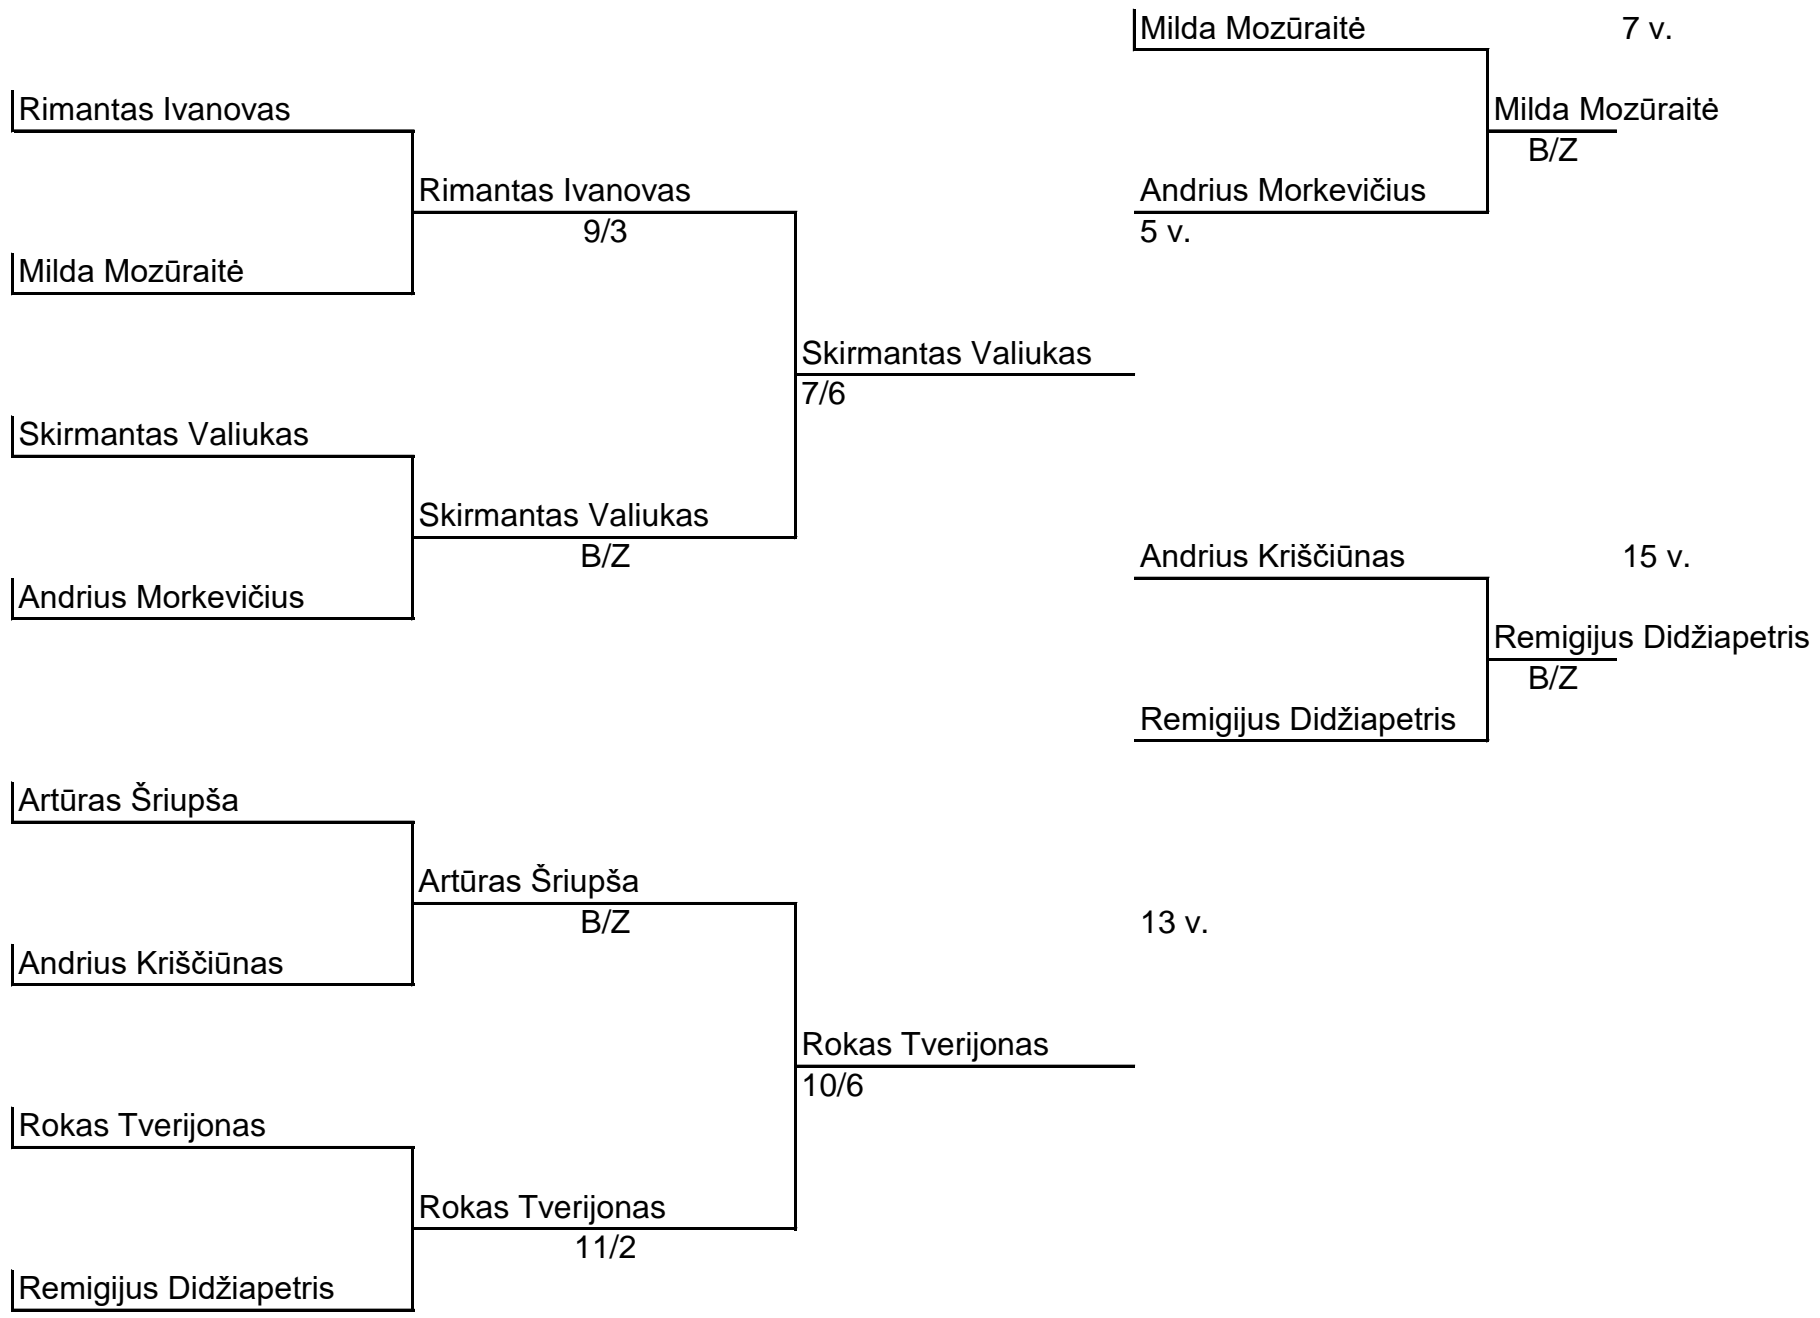 Milda Mozūraitė 7 v.
Rimantas Ivanovas Milda Mozūraitė
B/Z
Rimantas Ivanovas Andrius Morkevičius
9/3 5 v.
Milda Mozūraitė
Skirmantas Valiukas
7/6
Skirmantas Valiukas
Skirmantas Valiukas
B/Z Andrius Kriščiūnas 15 v.
Andrius Morkevičius
Remigijus Didžiapetris
B/Z
Remigijus Didžiapetris
Artūras Šriupša
Artūras Šriupša
B/Z 13 v.
Andrius Kriščiūnas
Rokas Tverijonas
10/6
Rokas Tverijonas
Rokas Tverijonas
11/2
Remigijus Didžiapetris